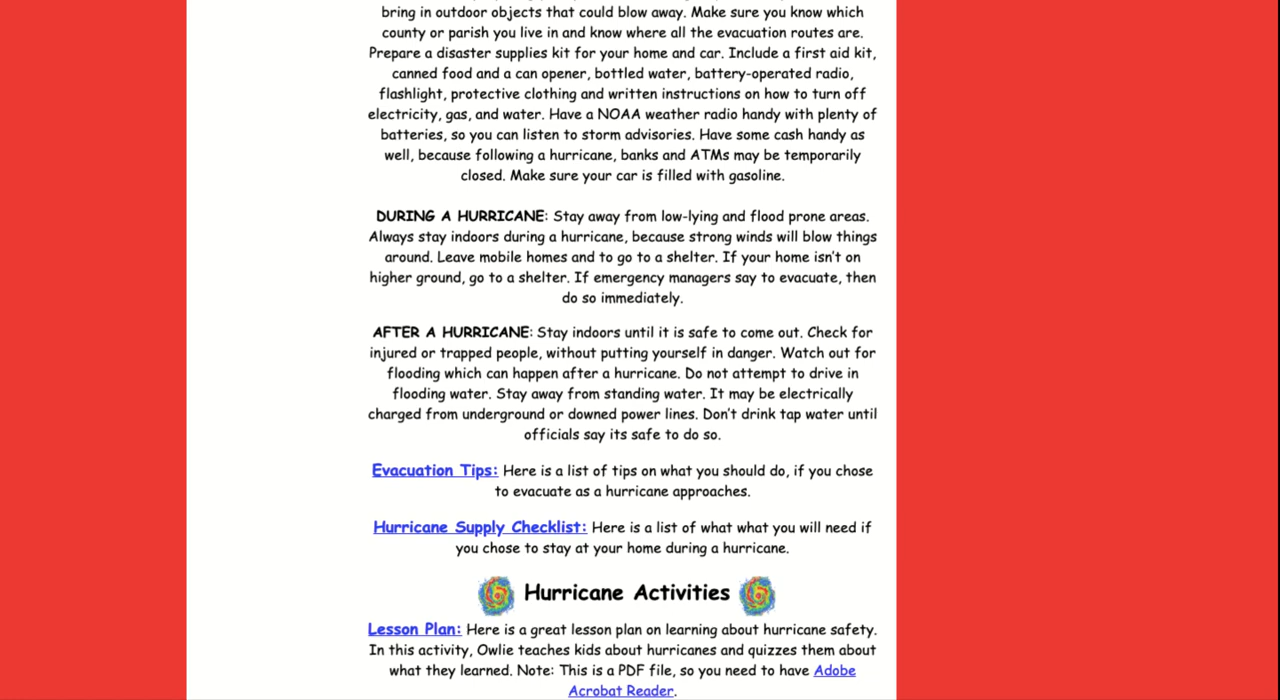 bring in outdoor objects that could blow away. Make sure you know which
county or parish you live in and know where all the evacuation routes are.
Prepare a disaster supplies kit for your home and car. Include a first aid kit,
canned food and a can opener, bottled water, battery-operated radio,
flashlight, protective clothing and written instructions on how to turn off
electricity, gas, and water. Have a NOAA weather radio handy with plenty of
batteries, so you can listen to storm advisories. Have some cash handy as
well, because following a hurricane, banks and ATMs may be temporarily
closed. Make sure your car is filled with gasoline.
DURING A HURRICANE: Stay away from low-lying and flood prone areas.
Always stay indoors during a hurricane, because strong winds will blow things
around. Leave mobile homes and to go to a shelter. If your home isn't on
higher ground, go to a shelter. If emergency managers say to evacuate, then
do so immediately.
AFTER A HURRICANE: Stay indoors until it is safe to come out. Check for
injured or trapped people, without putting yourself in danger. Watch out for
flooding which can happen after a hurricane. Do not attempt to drive in
flooding water. Stay away from standing water. It may be electrically
charged from underground or downed power lines. Don't drink tap water until
officials say its safe to do so.
Evacuation Tips: Here is a list of tips on what you should do, if you chose
to evacuate as a hurricane approaches.
Hurricane Supply Checklist: Here is a list of what what you will need if
you chose to stay at your home during a hurricane.
Hurricane Activities
Lesson Plan: Here is a great lesson plan on learning about hurricane safety.
In this activity, Owlie teaches kids about hurricanes and quizzes them about
what they learned. Note: This is a PDF file, so you need to have Adobe
Acrobat Reader.